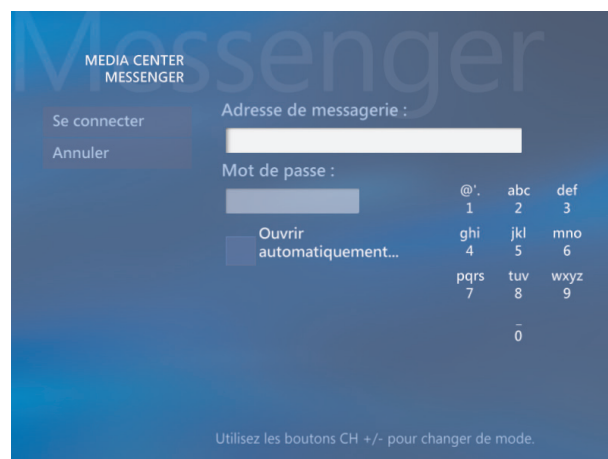 Messenger
MEDIA CENTER
MESSENGER
Se connecter
Annuler
Adresse de messagerie :
Mot de passe :
Ouvrir
automatiquement...
@'. abc def
1 2 3
ghi jkl mno
4 5 6
pqrs tuv wxyz
7 8 9
_
0
Utilisez les boutons CH +/- pour changer de mode.